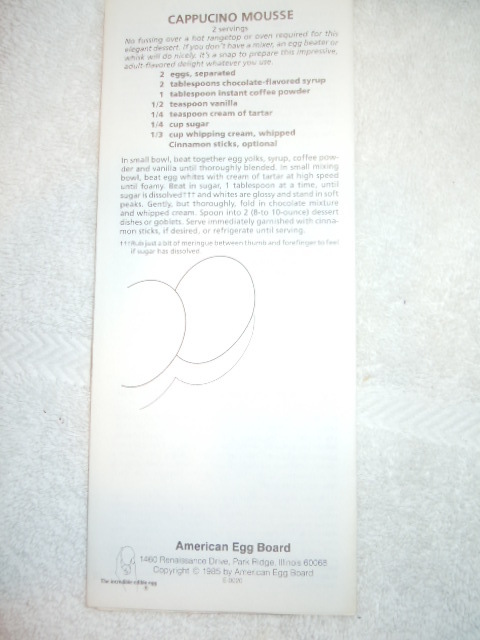 CAPPUCINO MOUSSE
2 servings
No fussing over a hot rangetop or oven required for this
elegant dessert. If you don't have a mixer, an egg beater or
whisk will do nicely. It's a snap to prepare this impressive,
adult-flavored delight whatever you use.
2 eggs, separated
2 tablespoons chocolate-flavored syrup
1 tablespoon instant coffee powder
1/2 teaspoon vanilla
1/4 teaspoon cream of tartar
1/4 cup sugar
1/3 cup whipping cream, whipped
Cinnamon sticks, optional
In small bowl, beat together egg yolks, syrup, coffee pow-
der and vanilla until thoroughly blended. In small mixing
bowl, beat egg whites with cream of tartar at high speed
until foamy. Beat in sugar, 1 tablespoon at a time, until
sugar is dissolved††† and whites are glossy and stand in soft
peaks. Gently, but thoroughly, fold in chocolate mixture
and whipped cream. Spoon into 2 (8-to 10-ounce) dessert
dishes or goblets. Serve immediately garnished with cinna-
mon sticks, if desired, or refrigerate until serving.
†††Rub just a bit of meringue between thumb and forefinger to feel
if sugar has dissolved
American Egg Board
1460 Renaissance Drive, Park Ridge, Illinois 60068
Copyright © 1985 by American Egg Board
The incredible edible egg